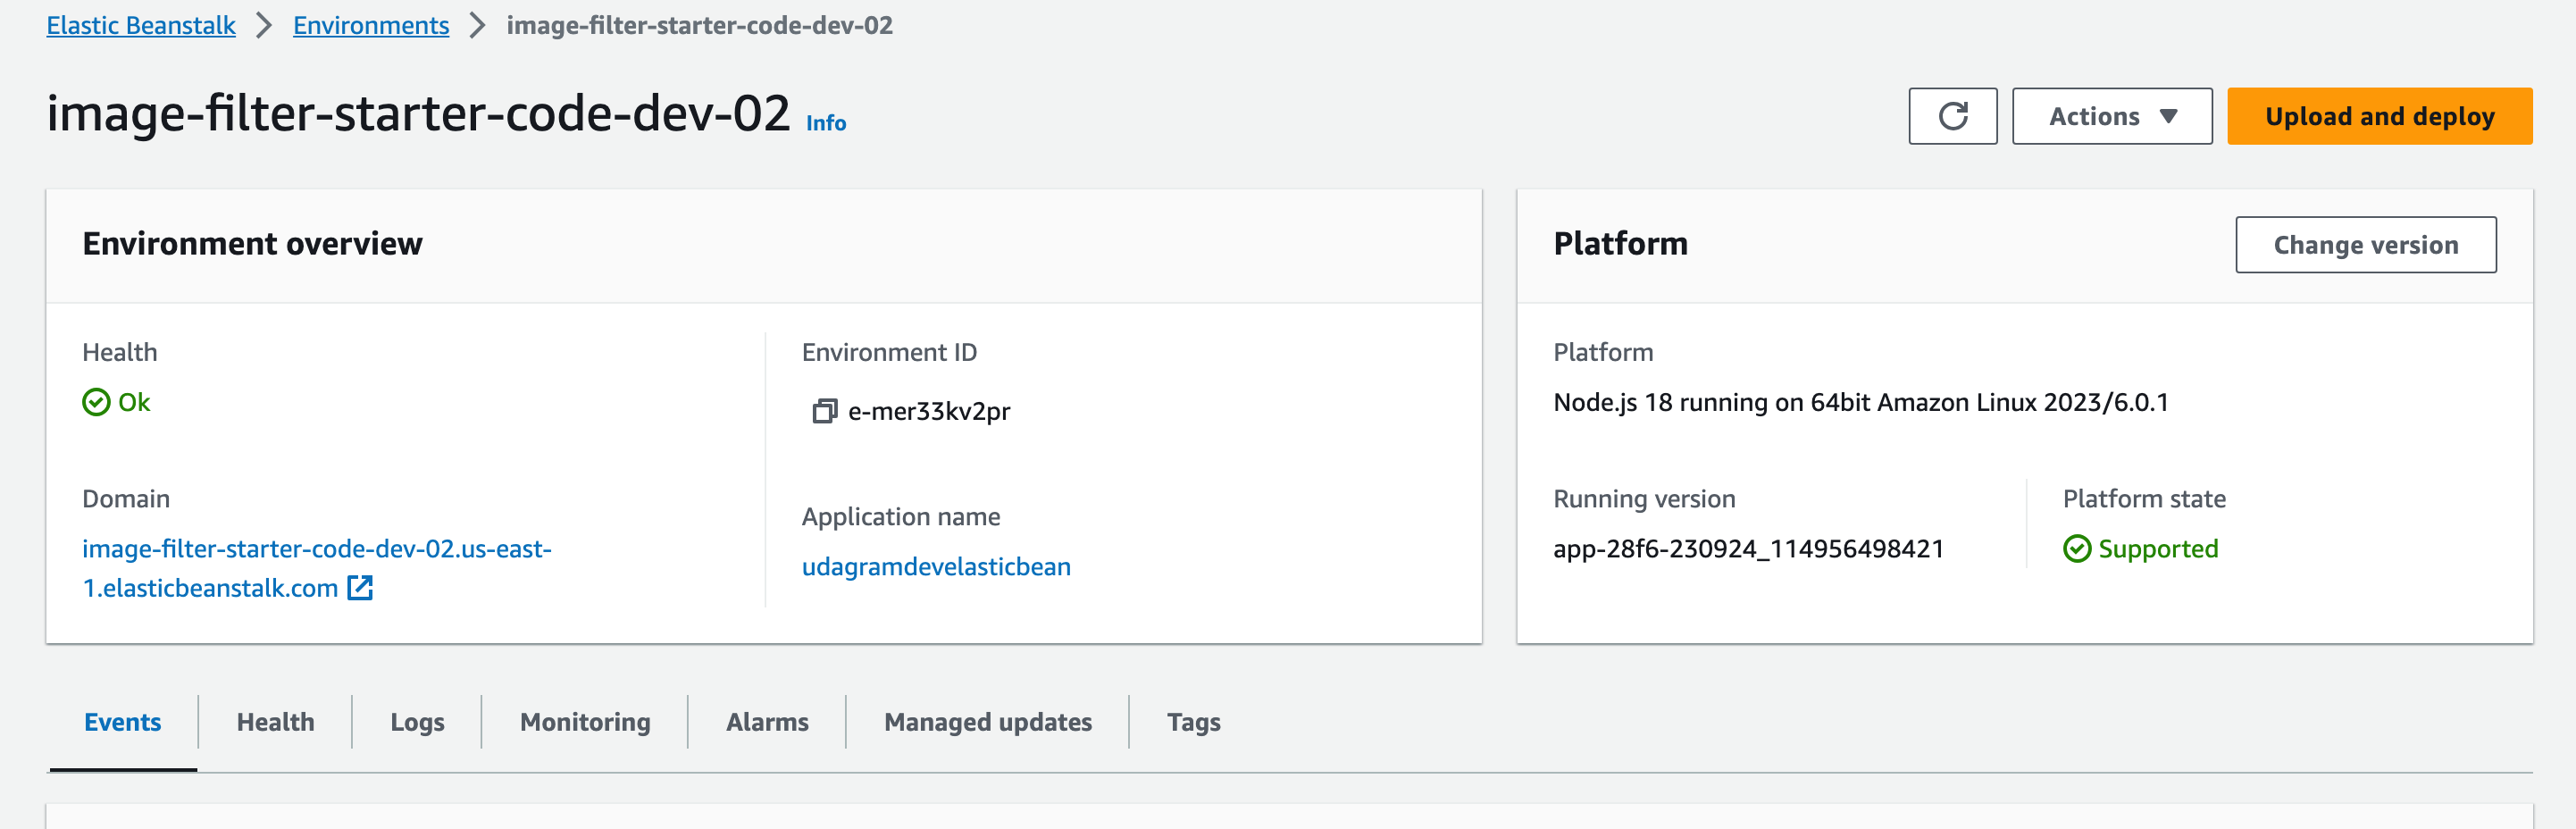 Elastic Beanstalk > Environments > image-filter-starter-code-dev-02
image-filter-starter-code-dev-02 Info
Actions
Upload and deploy
Environment overview
Health
Ok
Domain
image-filter-starter-code-dev-02.us-east-
1.elasticbeanstalk.com
Environment ID
e-mer33kv2pr
Application name
udagramdevelasticbean
Platform
Change version
Platform
Node.js 18 running on 64bit Amazon Linux 2023/6.0.1
Running version
app-28f6-230924_114956498421
Platform state
Supported
Events
Health
Logs
Monitoring
Alarms
Managed updates
Tags